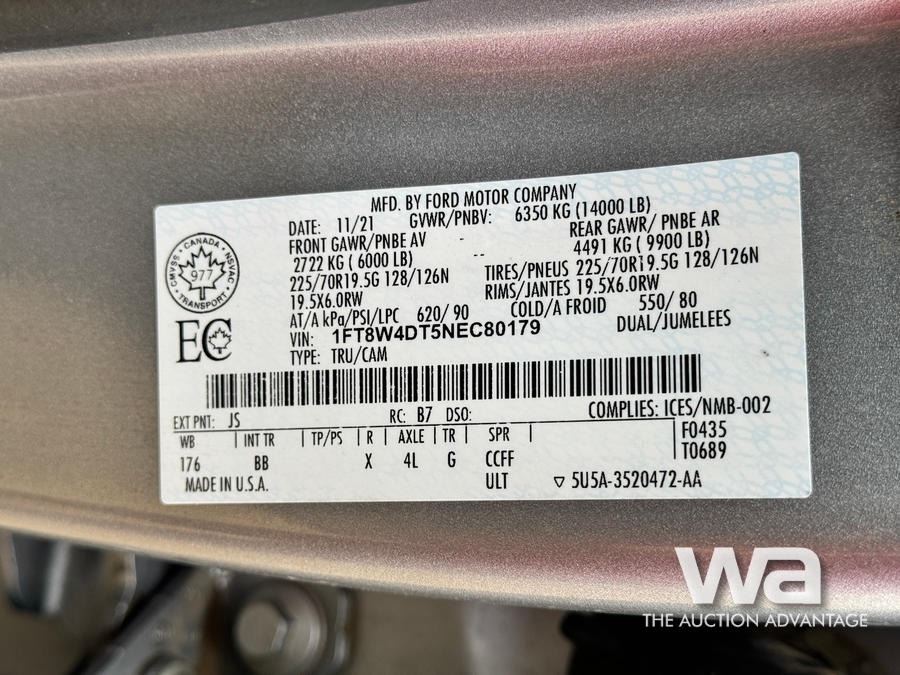 MFD. BY FORD MOTOR COMPANY
DATE: 11/21 GVWR/PNBV: 6350 KG (14000 LB)
FRONT GAWR/PNBE AV -- REAR GAWR/ PNBE AR
2722 KG ( 6000 LB) -- 4491 KG ( 9900 LB)
225/70R19.5G 128/126N TIRES/PNEUS 225/70R19.5G 128/126N
19.5X6.0RW RIMS/JANTES 19.5X6.0RW
AT/A kPa/PSI/LPC 620/ 90 COLD/A FROID 550/ 80
VIN: 1FT8W4DT5NEC80179 DUAL/JUMELEES
TYPE: TRU/CAM
CANADA
CMVSS 977 NSVAC
TRANSPORT
EC
EXT PNT: JS RC: B7 DSO: COMPLIES: ICES/NMB-002
WB | INT TR | TP/PS | R | AXLE | TR | SPR | F0435
176 BB X 4L G CCFF T0689
MADE IN U.S.A. ULT ▽ 5U5A-3520472-AA
wa
THE AUCTION ADVANTAGE